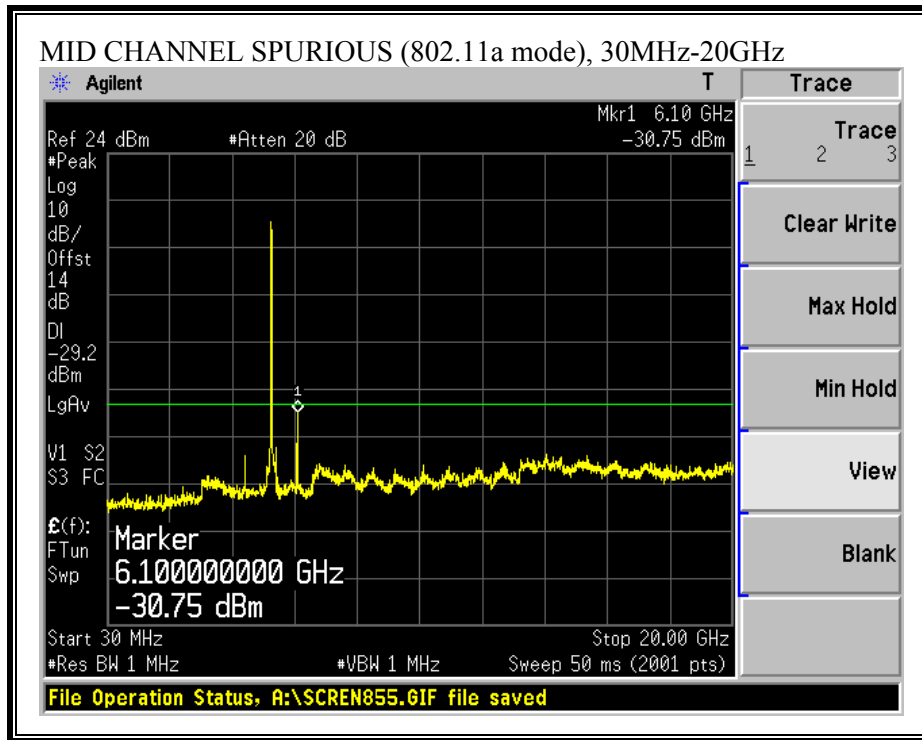 MID CHANNEL SPURIOUS (802.11a mode), 30MHz-20GHz
Agilent T Trace
Mkr1 6.10 GHz
Ref 24 dBm #Atten 20 dB -30.75 dBm
#Peak
Log
10
dB/
Offst
14
dB
DI
-29.2
dBm
LgAv
1
V1 S2
S3 FC
£(f):
FTun
Swp
Marker
6.100000000 GHz
-30.75 dBm
Start 30 MHz Stop 20.00 GHz
#Res BW 1 MHz #VBW 1 MHz Sweep 50 ms (2001 pts)
File Operation Status, A:\SCREN855.GIF file saved
Trace
1 2 3
Clear Write
Max Hold
Min Hold
View
Blank